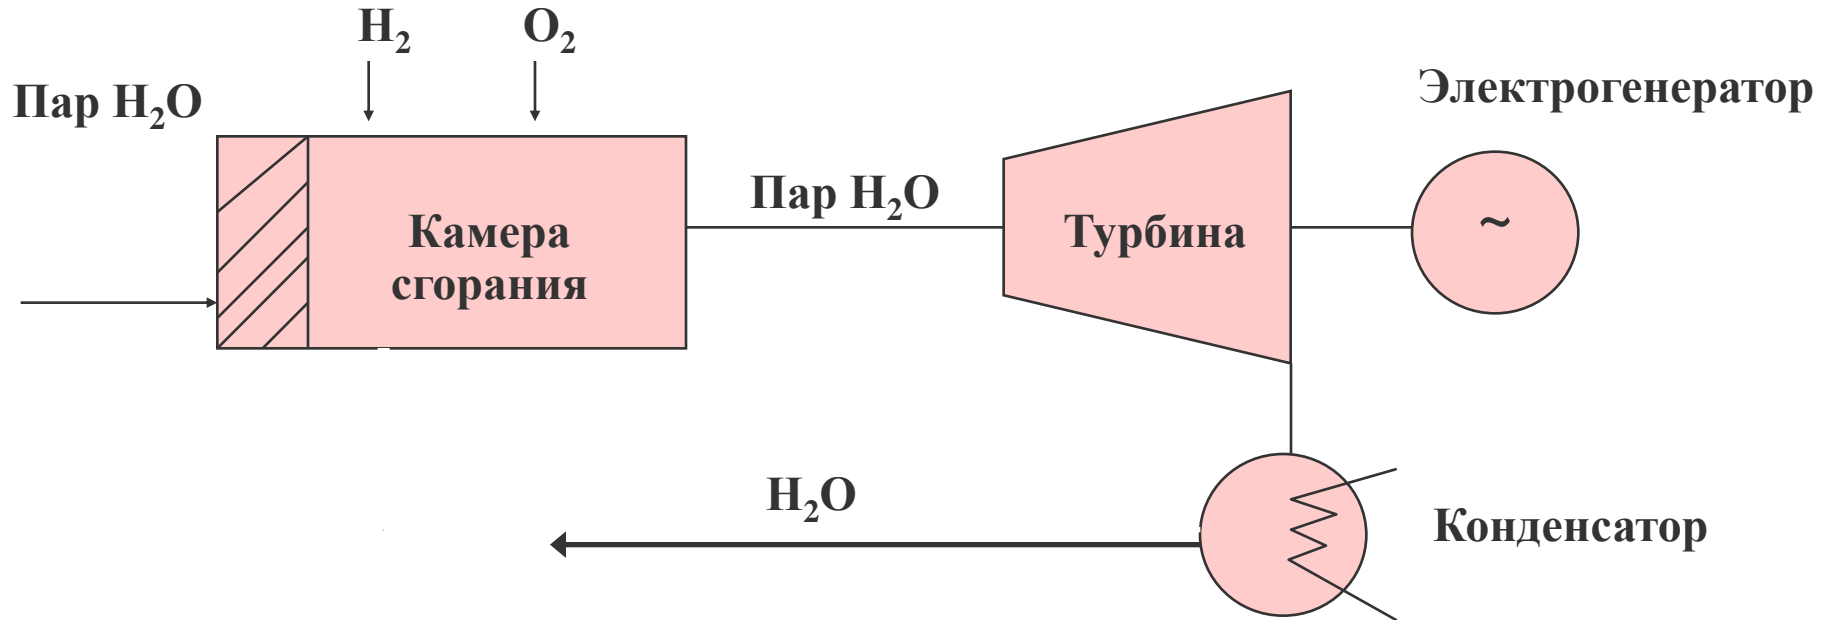 H₂
O₂
Пар H₂O
Электрогенератор
Камера
сгорания
Пар H₂O
Турбина
~
H₂O
Конденсатор